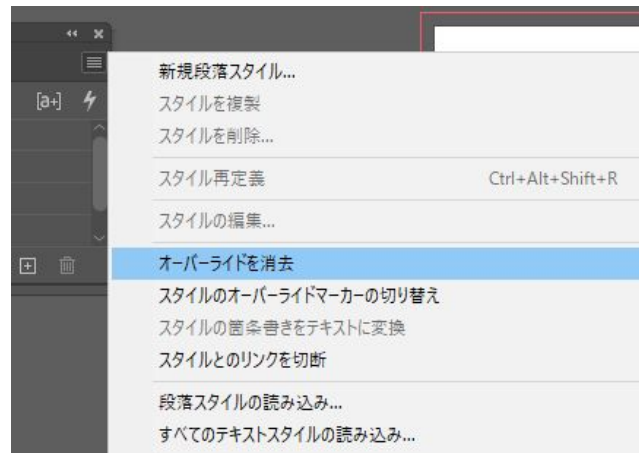 [a+]
新規段落スタイル...
スタイルを複製
スタイルを削除...
スタイル再定義 Ctrl+Alt+Shift+R
スタイルの編集...
オーバーライドを消去
スタイルのオーバーライドマーカーの切り替え
スタイルの箇条書きをテキストに変換
スタイルとのリンクを切断
段落スタイルの読み込み...
すべてのテキストスタイルの読み込み...